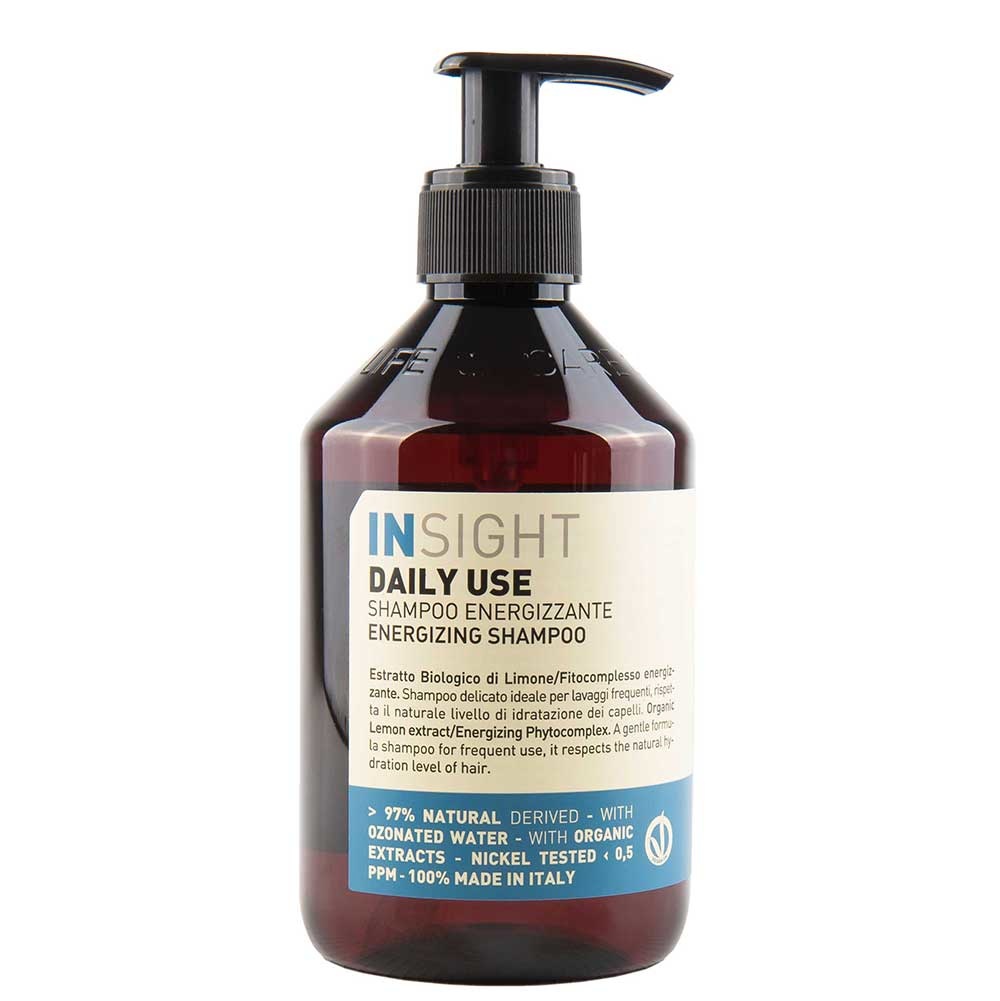 LIFE CARE
INSIGHT
DAILY USE
SHAMPOO ENERGIZZANTE
ENERGIZING SHAMPOO
Estratto Biologico di Limone/Fitocomplesso energiz-
zante. Shampoo delicato ideale per lavaggi frequenti, rispet-
ta il naturale livello di idratazione dei capelli. Organic
Lemon extract/Energizing Phytocomplex. A gentle formu-
la shampoo for frequent use, it respects the natural hy-
dration level of hair.
> 97% NATURAL DERIVED - WITH
OZONATED WATER - WITH ORGANIC
EXTRACTS - NICKEL TESTED < 0,5
PPM - 100% MADE IN ITALY